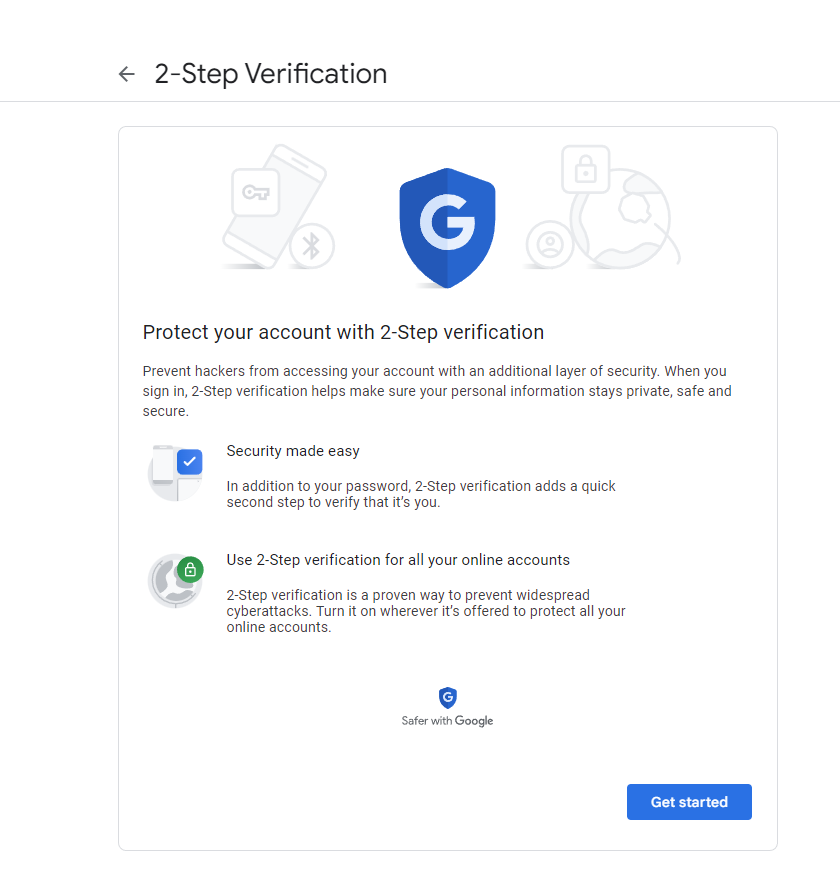 2-Step Verification
G
Protect your account with 2-Step verification
Prevent hackers from accessing your account with an additional layer of security. When you
sign in, 2-Step verification helps make sure your personal information stays private, safe and
secure.
Security made easy
In addition to your password, 2-Step verification adds a quick
second step to verify that it’s you.
Use 2-Step verification for all your online accounts
2-Step verification is a proven way to prevent widespread
cyberattacks. Turn it on wherever it’s offered to protect all your
online accounts.
G
Safer with Google
Get started